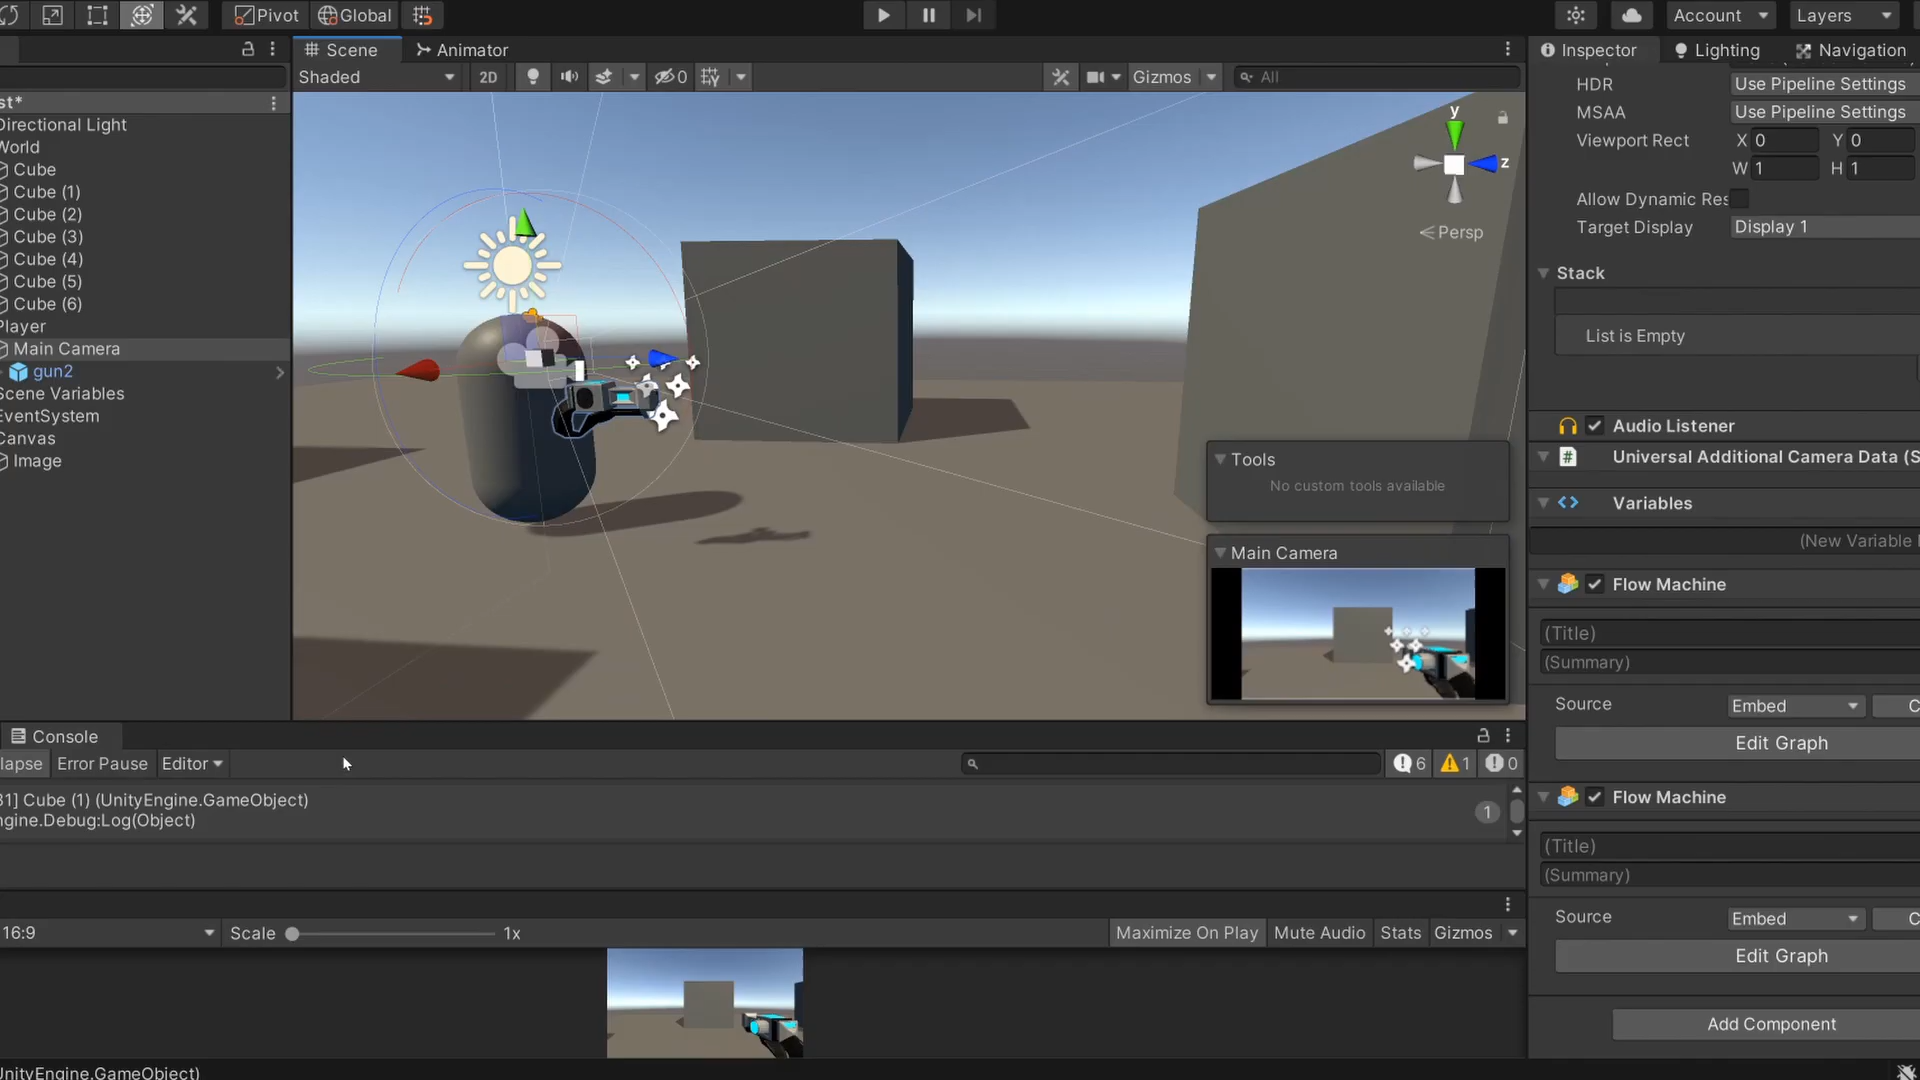 Pivot Global Account Layers
Scene Animator Inspector Lighting Navigation
Shaded 2D 0 Gizmos All
HDR Use Pipeline Settings
st*
MSAA Use Pipeline Settings
Directional Light
Viewport Rect X 0 Y 0
World
W 1 H 1
Cube
Cube (1)
Allow Dynamic Res
Cube (2)
Target Display Display 1
Cube (3)
Cube (4)
Stack
Cube (5)
Cube (6)
Player
List is Empty
Main Camera
gun2
Scene Variables
EventSystem
Canvas
Image
y
z
Persp
Audio Listener
Universal Additional Camera Data (S
Tools
No custom tools available
Variables
(New Variable
Main Camera
Flow Machine
(Title)
(Summary)
Source Embed C
Edit Graph
Console
lapse Error Pause Editor 6 1 0
31] Cube (1) (UnityEngine.GameObject)
ngine.Debug:Log(Object)
1
Flow Machine
(Title)
(Summary)
Source Embed C
Edit Graph
16:9 Scale 1x Maximize On Play Mute Audio Stats Gizmos
Add Component
UnityEngine.GameObject)